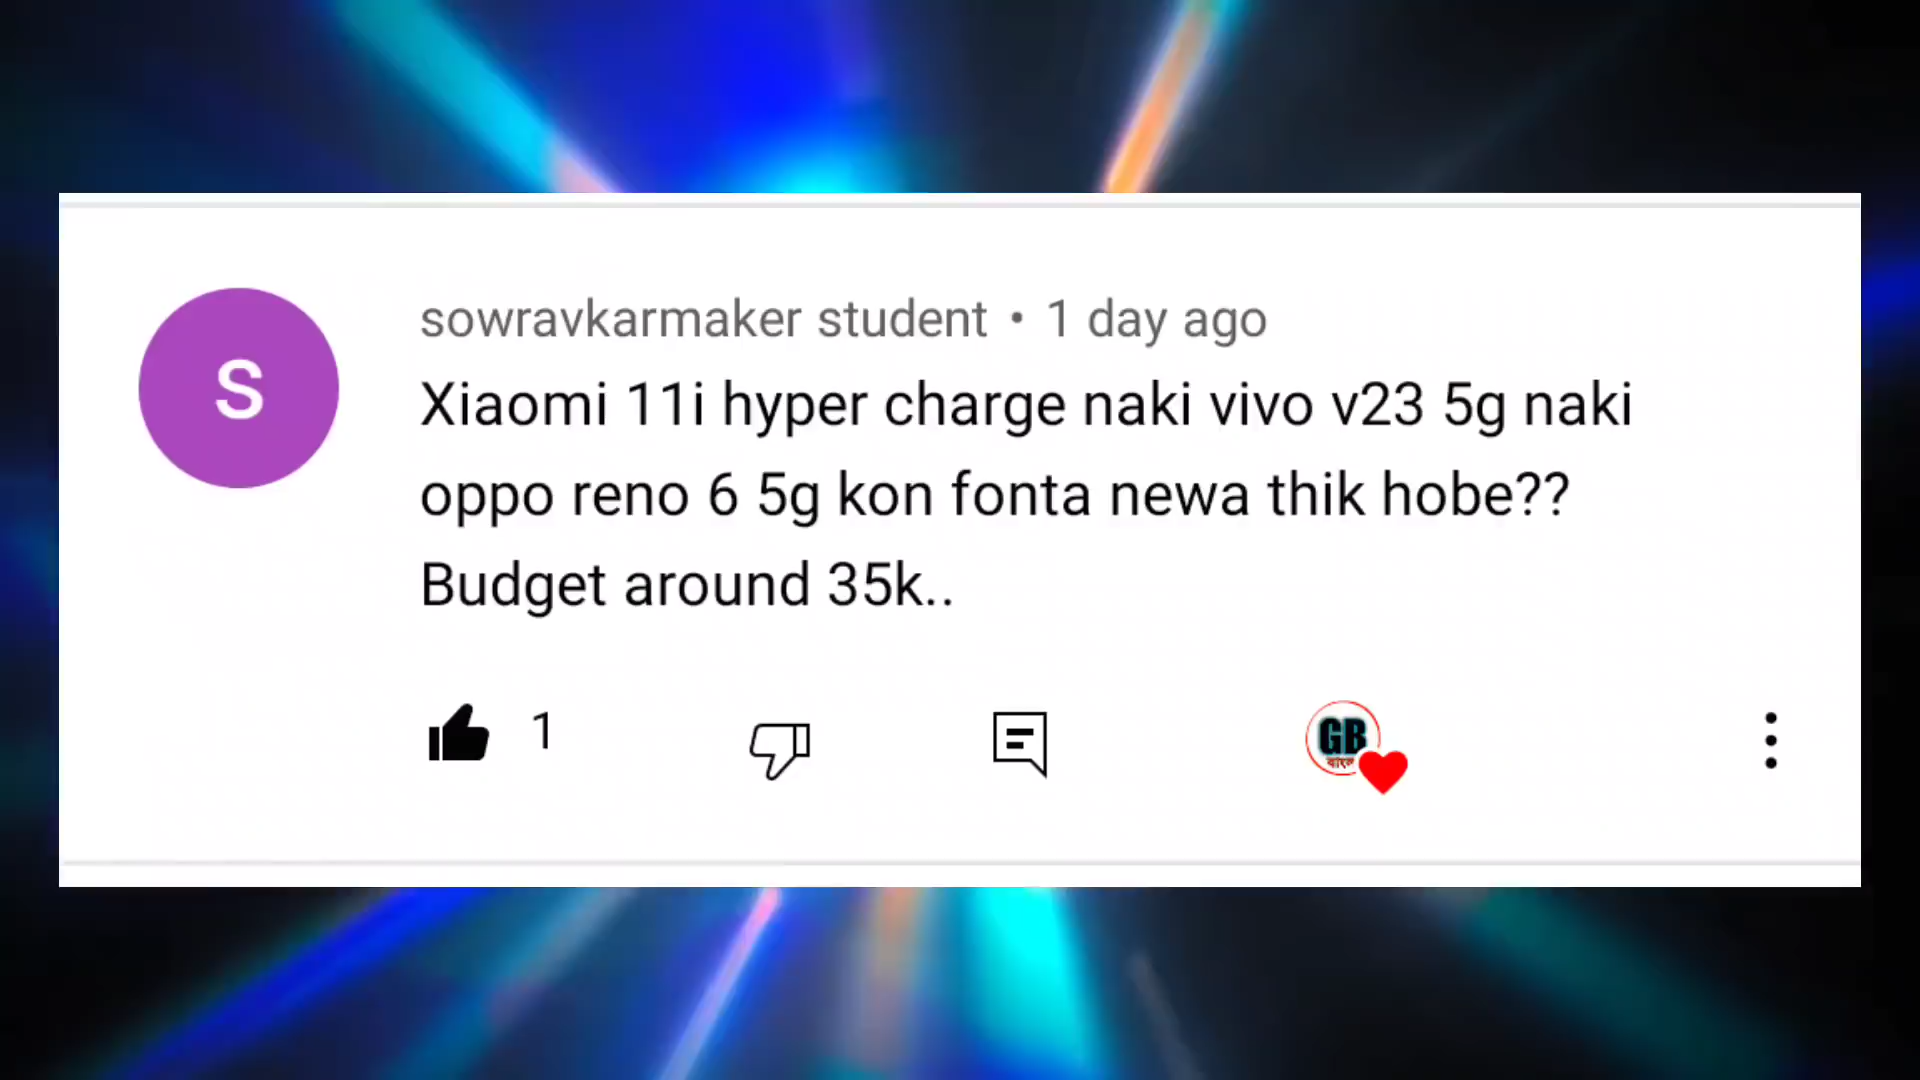 S
sowravkarmaker student • 1 day ago
Xiaomi 11i hyper charge naki vivo v23 5g naki
oppo reno 6 5g kon fonta newa thik hobe??
Budget around 35k..
1
GB